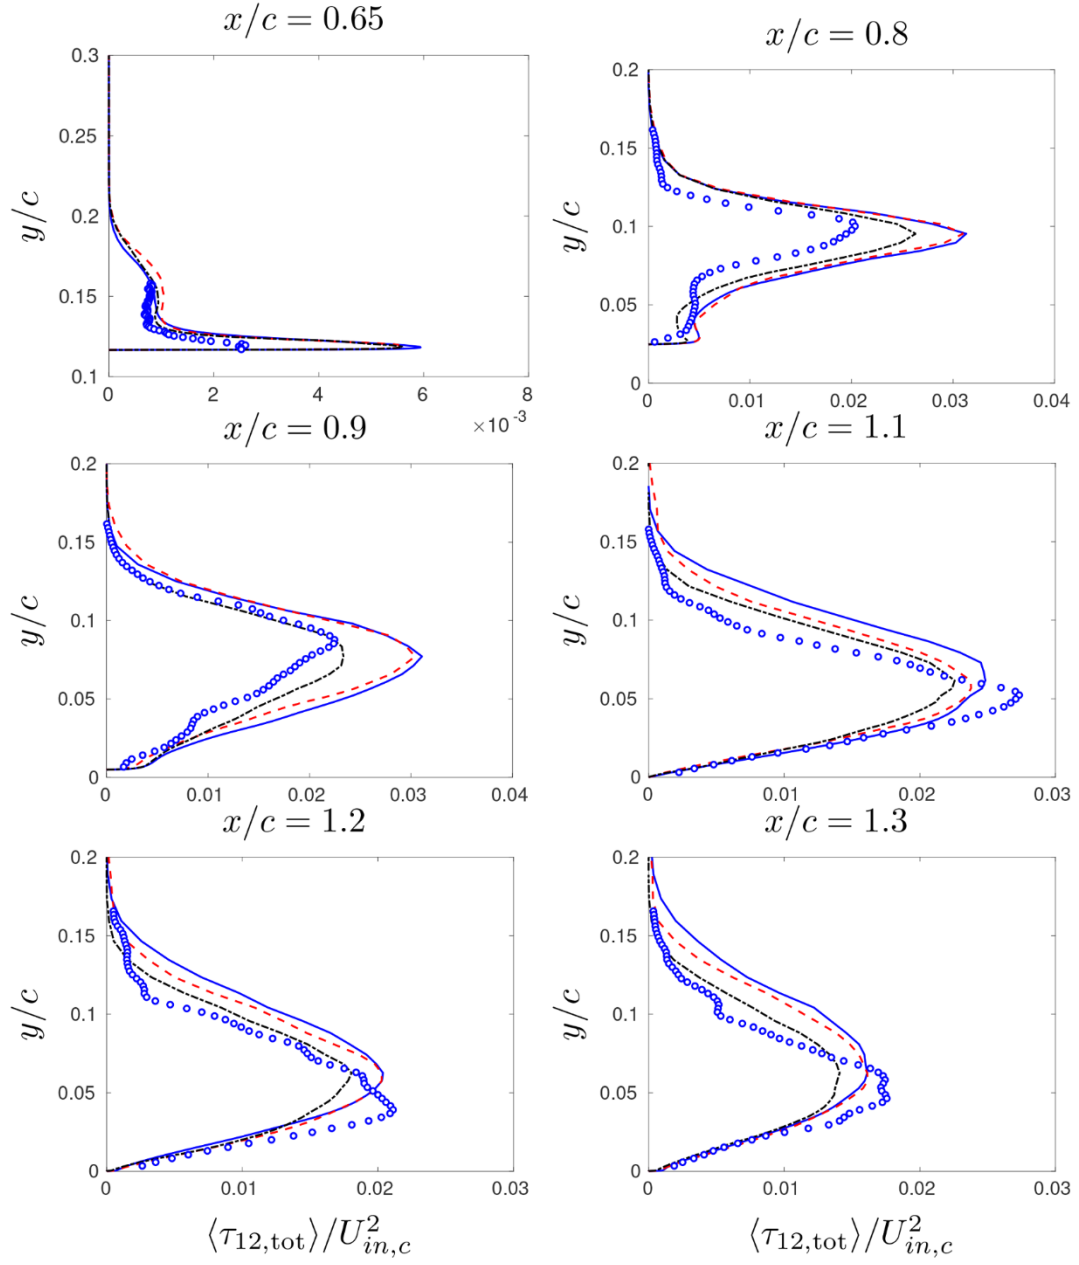 x/c = 0.65
x/c = 0.8
0.3
0.25
0.2
0.15
0.1
y/c
0 2 4 6 8
×10⁻³
0.2
0.15
0.1
0.05
0
y/c
0 0.01 0.02 0.03 0.04
x/c = 0.9
x/c = 1.1
0.2
0.15
0.1
0.05
0
y/c
0 0.01 0.02 0.03 0.04
0.2
0.15
0.1
0.05
0
y/c
0 0.01 0.02 0.03
x/c = 1.2
x/c = 1.3
0.2
0.15
0.1
0.05
0
y/c
0 0.01 0.02 0.03
0.2
0.15
0.1
0.05
0
y/c
0 0.01 0.02 0.03
⟨τ₁₂,tot⟩/U²in,c
⟨τ₁₂,tot⟩/U²in,c